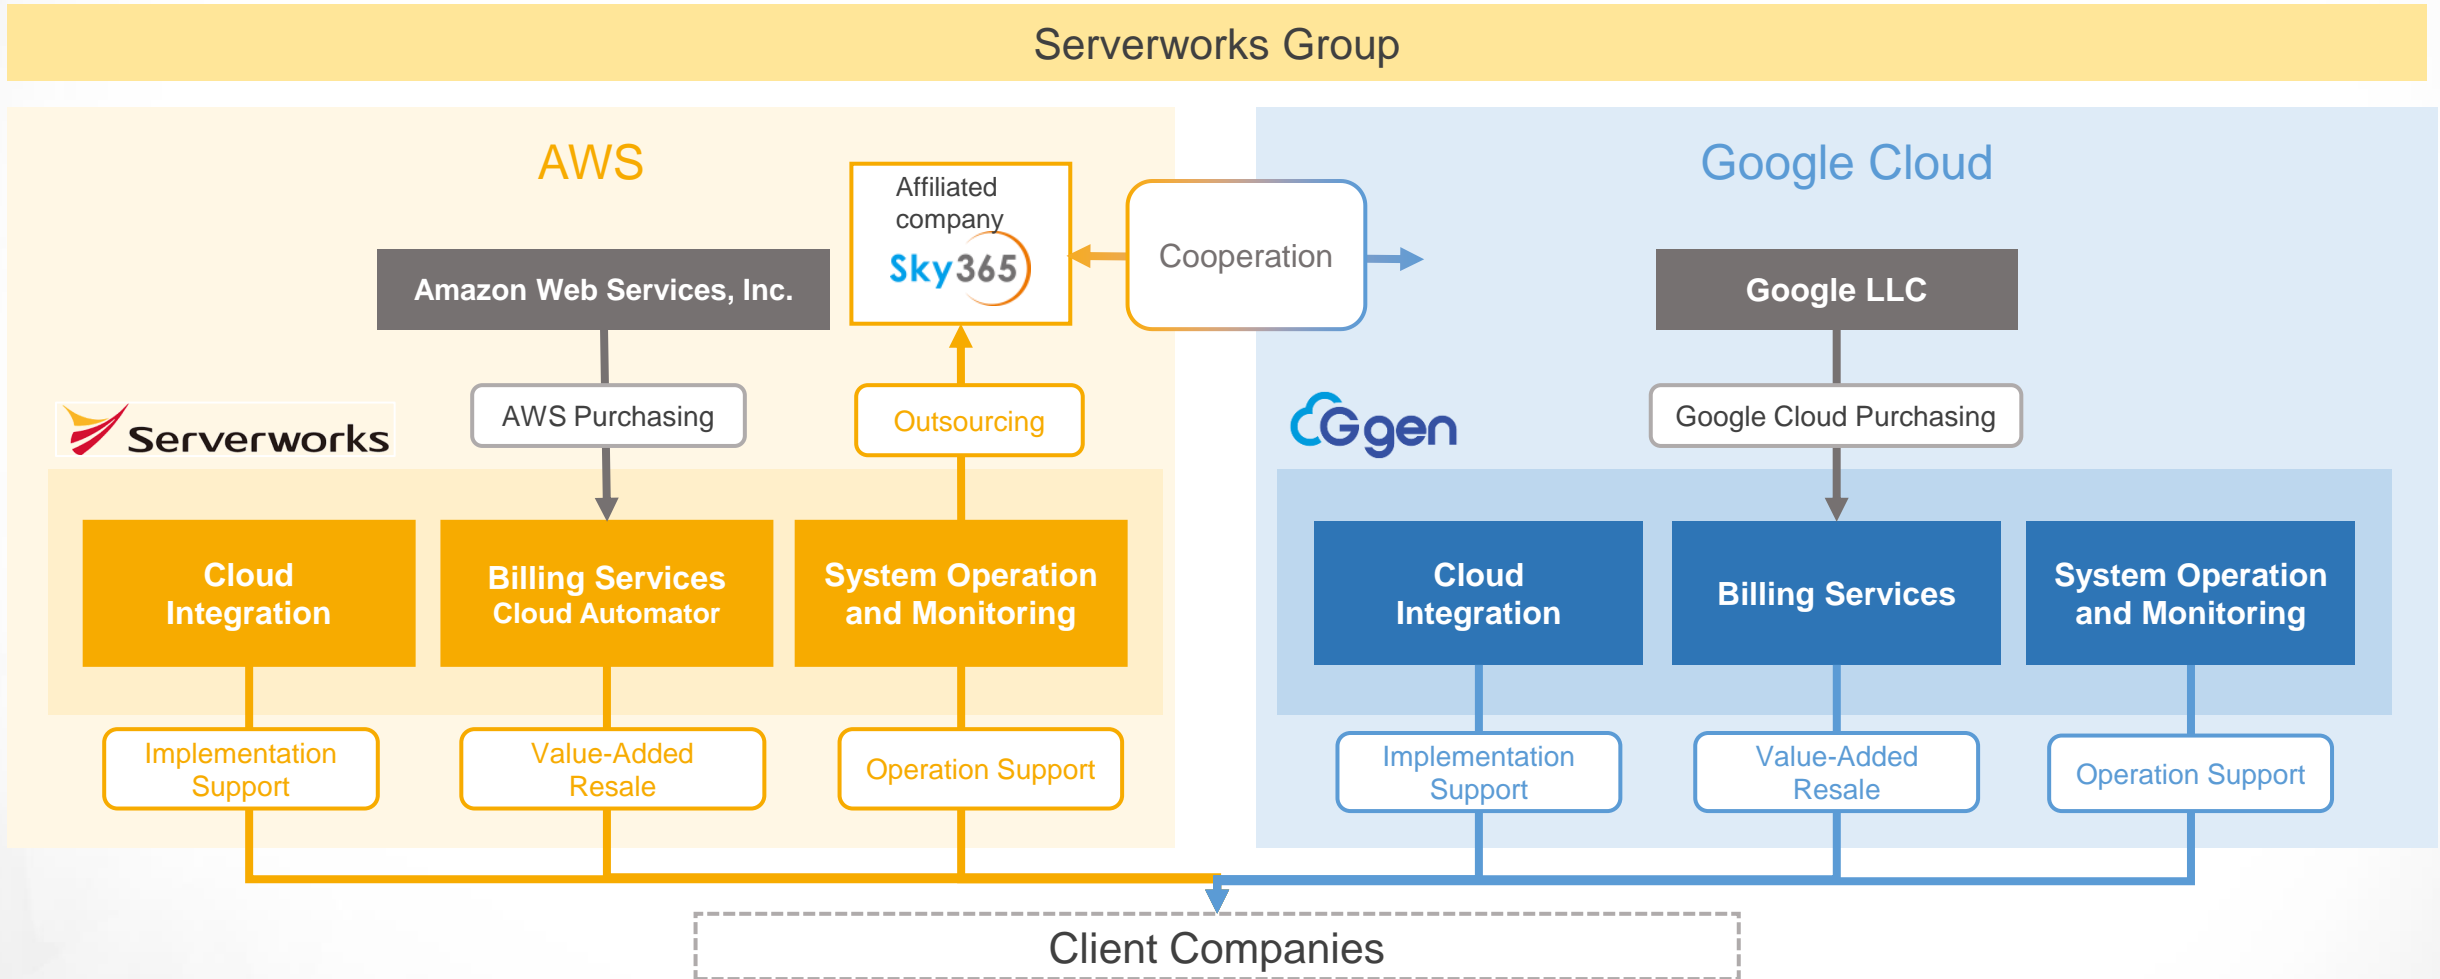 Serverworks Group
AWS
Google Cloud
Affiliated
company
Sky365
Cooperation
Amazon Web Services, Inc.
Google LLC
Serverworks
AWS Purchasing
Outsourcing
Ggen
Google Cloud Purchasing
Cloud
Integration
Billing Services
Cloud Automator
System Operation
and Monitoring
Cloud
Integration
Billing Services
System Operation
and Monitoring
Implementation
Support
Value-Added
Resale
Operation Support
Implementation
Support
Value-Added
Resale
Operation Support
Client Companies